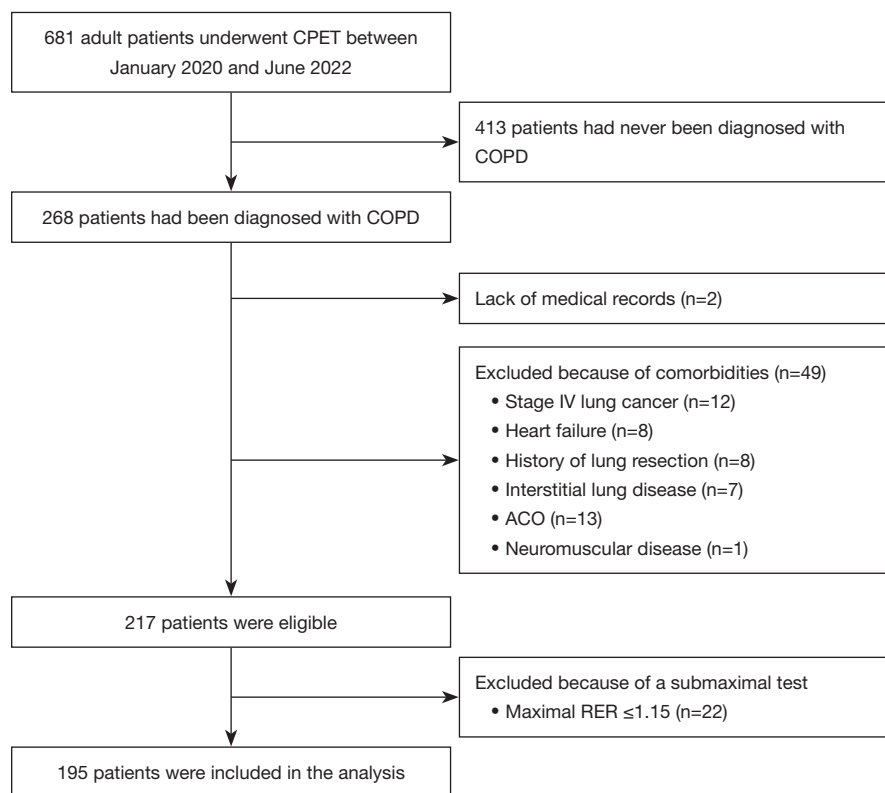 681 adult patients underwent CPET between
January 2020 and June 2022
413 patients had never been diagnosed with
COPD
268 patients had been diagnosed with COPD
Lack of medical records (n=2)
Excluded because of comorbidities (n=49)
• Stage IV lung cancer (n=12)
• Heart failure (n=8)
• History of lung resection (n=8)
• Interstitial lung disease (n=7)
• ACO (n=13)
• Neuromuscular disease (n=1)
217 patients were eligible
Excluded because of a submaximal test
• Maximal RER ≤1.15 (n=22)
195 patients were included in the analysis